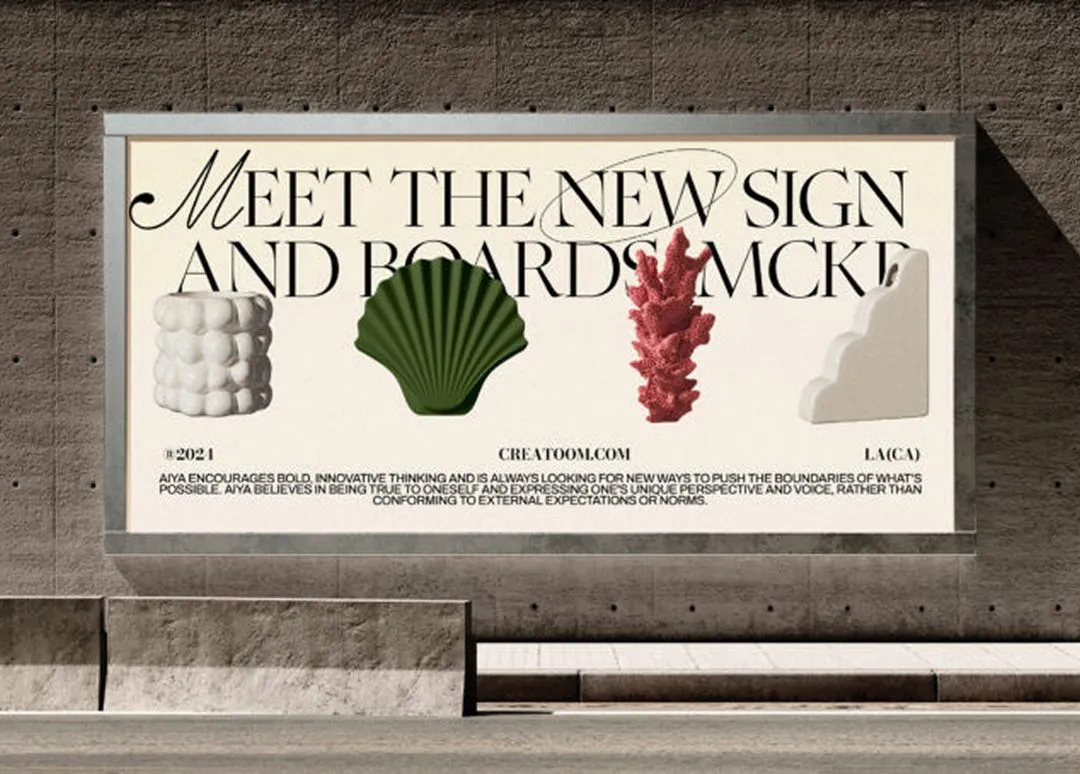 MEET THE NEW SIGN
AND BOARDS MCKP
®2024
CREATOOM.COM
LA(CA)
AIYA ENCOURAGES BOLD, INNOVATIVE THINKING AND IS ALWAYS LOOKING FOR NEW WAYS TO PUSH THE BOUNDARIES OF WHAT'S
POSSIBLE. AIYA BELIEVES IN BEING TRUE TO ONESELF AND EXPRESSING ONE'S UNIQUE PERSPECTIVE AND VOICE, RATHER THAN
CONFORMING TO EXTERNAL EXPECTATIONS OR NORMS.